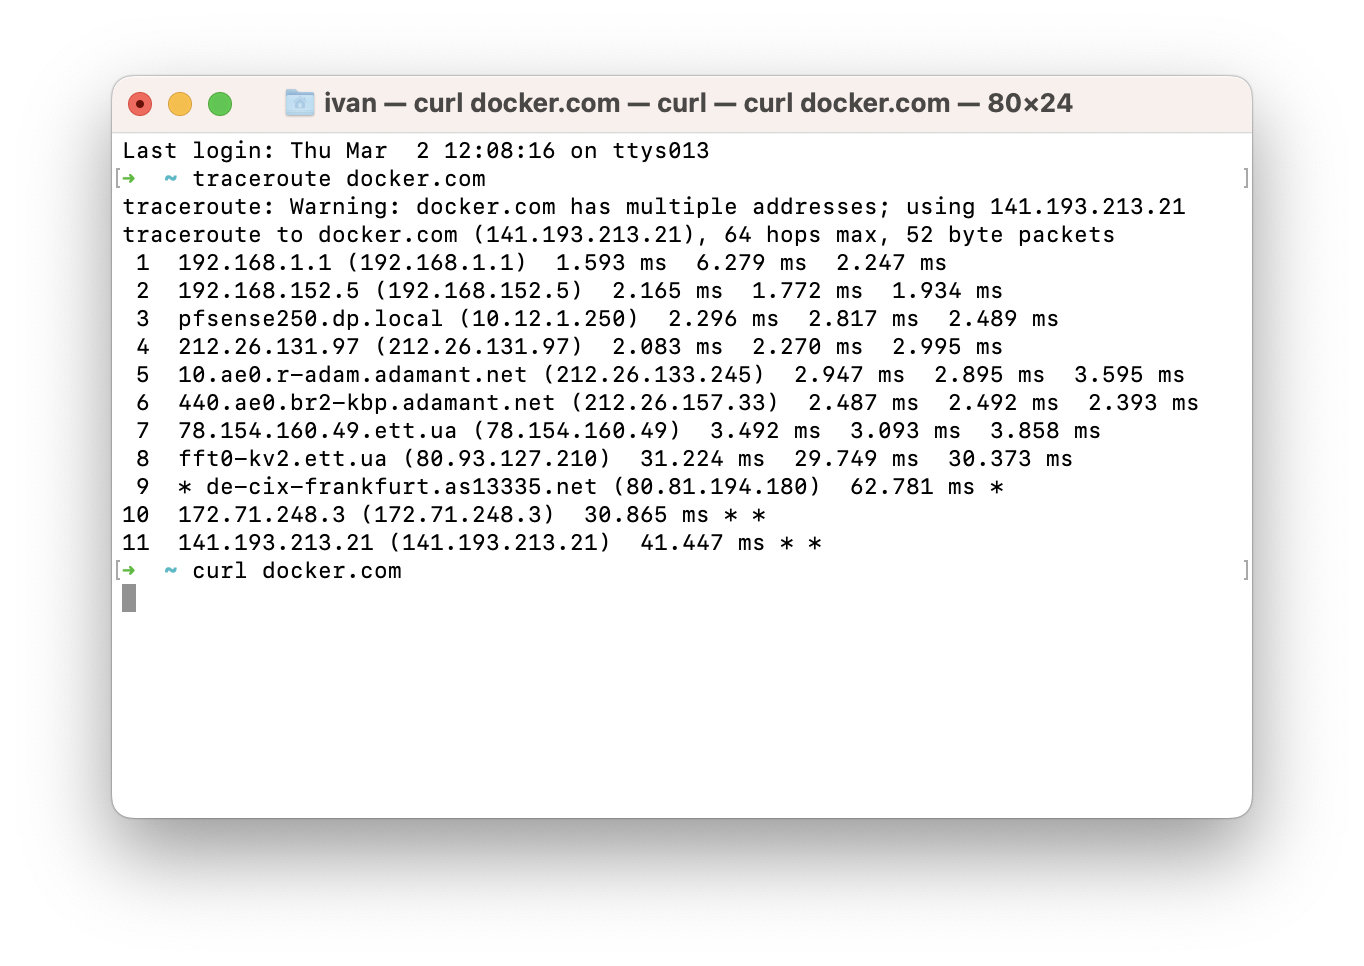 ivan — curl docker.com — curl — curl docker.com — 80×24
Last login: Thu Mar  2 12:08:16 on ttys013
[➜  ~ traceroute docker.com ]
traceroute: Warning: docker.com has multiple addresses; using 141.193.213.21
traceroute to docker.com (141.193.213.21), 64 hops max, 52 byte packets
 1  192.168.1.1 (192.168.1.1)  1.593 ms  6.279 ms  2.247 ms
 2  192.168.152.5 (192.168.152.5)  2.165 ms  1.772 ms  1.934 ms
 3  pfsense250.dp.local (10.12.1.250)  2.296 ms  2.817 ms  2.489 ms
 4  212.26.131.97 (212.26.131.97)  2.083 ms  2.270 ms  2.995 ms
 5  10.ae0.r-adam.adamant.net (212.26.133.245)  2.947 ms  2.895 ms  3.595 ms
 6  440.ae0.br2-kbp.adamant.net (212.26.157.33)  2.487 ms  2.492 ms  2.393 ms
 7  78.154.160.49.ett.ua (78.154.160.49)  3.492 ms  3.093 ms  3.858 ms
 8  fft0-kv2.ett.ua (80.93.127.210)  31.224 ms  29.749 ms  30.373 ms
 9  * de-cix-frankfurt.as13335.net (80.81.194.180)  62.781 ms *
10  172.71.248.3 (172.71.248.3)  30.865 ms * *
11  141.193.213.21 (141.193.213.21)  41.447 ms * *
[➜  ~ curl docker.com ]